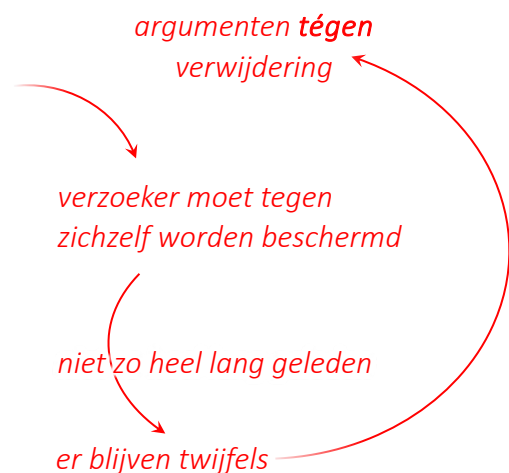 argumenten tégen
verwijdering
verzoeker moet tegen
zichzelf worden beschermd
niet zo heel lang geleden
er blijven twijfels